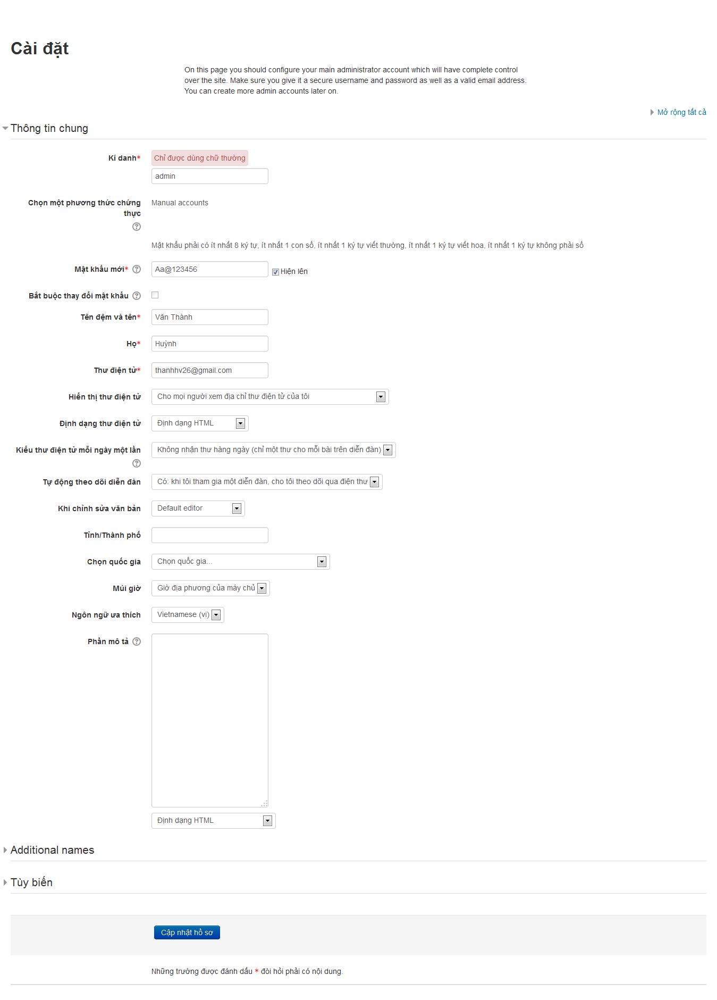 Cài đặt
On this page you should configure your main administrator account which will have complete control
over the site. Make sure you give it a secure username and password as well as a valid email address.
You can create more admin accounts later on.
Mở rộng tất cả
Thông tin chung
Kí danh*
Chỉ được dùng chữ thường
admin
Chọn một phương thức chứng
thực
Manual accounts
Mật khẩu phải có ít nhất 8 ký tự, ít nhất 1 con số, ít nhất 1 ký tự viết thường, ít nhất 1 ký tự viết hoa, ít nhất 1 ký tự không phải số
Mật khẩu mới*
Aa@123456
Hiện lên
Bắt buộc thay đổi mật khẩu
Tên đệm và tên*
Văn Thành
Họ*
Huỳnh
Thư điện tử*
thanhhv26@gmail.com
Hiển thị thư điện tử
Cho mọi người xem địa chỉ thư điện tử của tôi
Định dạng thư điện tử
Định dạng HTML
Kiểu thư điện tử mỗi ngày một lần
Không nhận thư hàng ngày (chỉ một thư cho mỗi bài trên diễn đàn)
Tự động theo dõi diễn đàn
Có: khi tôi tham gia một diễn đàn, cho tôi theo dõi qua điện thư
Khi chỉnh sửa văn bản
Default editor
Tỉnh/Thành phố
Chọn quốc gia
Chọn quốc gia...
Múi giờ
Giờ địa phương của máy chủ
Ngôn ngữ ưa thích
Vietnamese (vi)
Phần mô tả
Định dạng HTML
Additional names
Tùy biến
Cập nhật hồ sơ
Những trường được đánh dấu * đòi hỏi phải có nội dung.